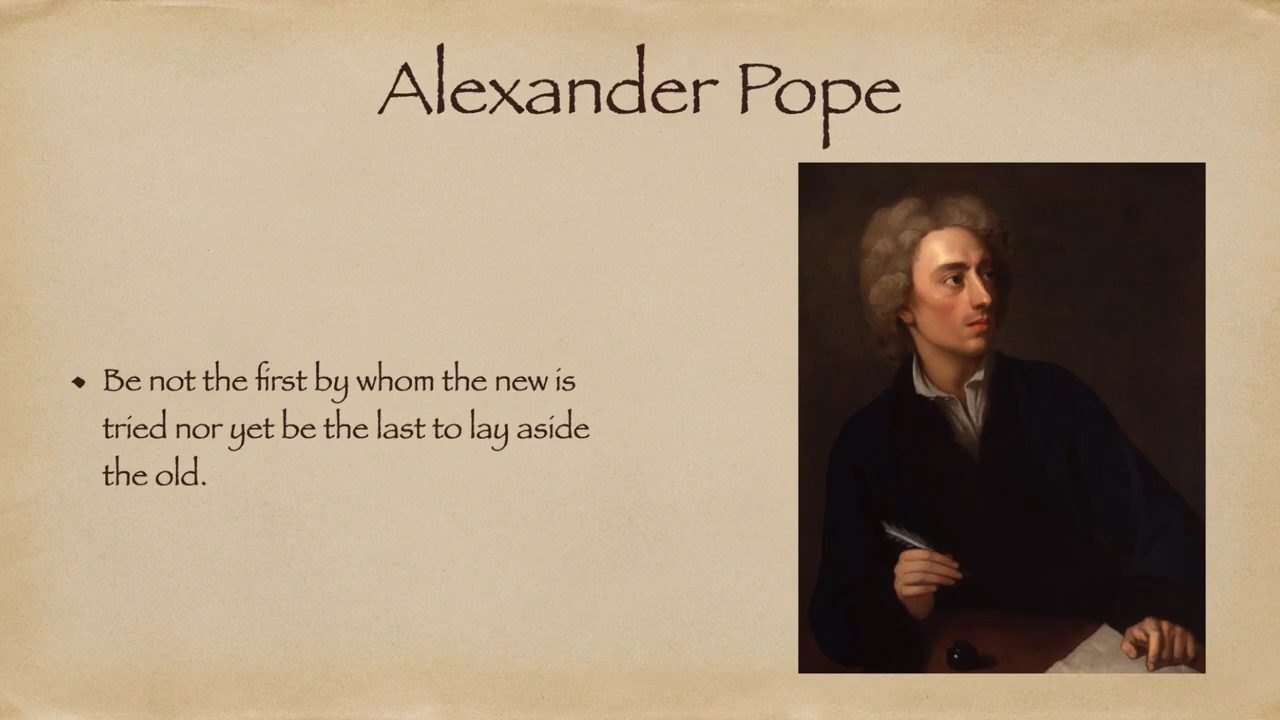 Alexander Pope
Be not the first by whom the new is
tried nor yet be the last to lay aside
the old.